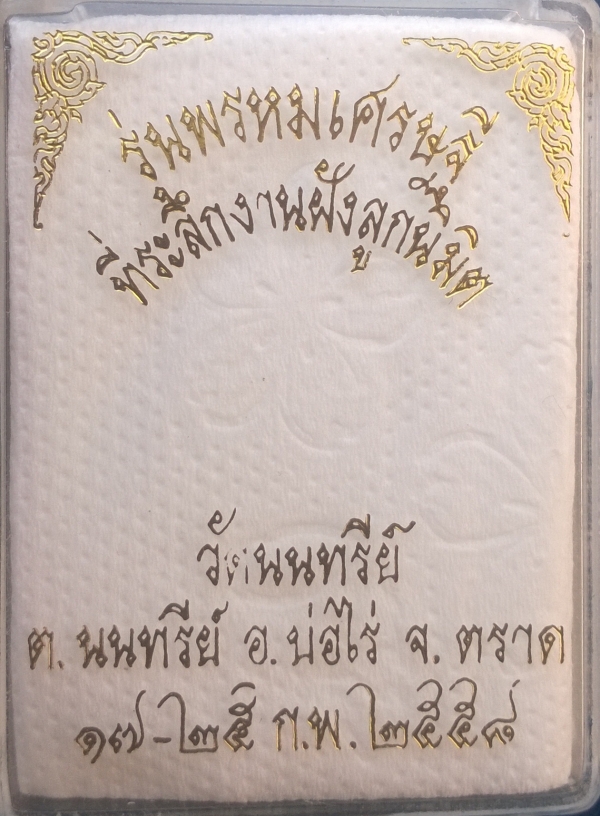 รุ่นพรหมเศรษฐี
ที่ระลึกงานฝังลูกนิมิต
วัดนนทรีย์
ต. นนทรีย์ อ. บ่อไร่ จ. ตราด
๑๗-๒๕ ก.พ. ๒๕๕๘